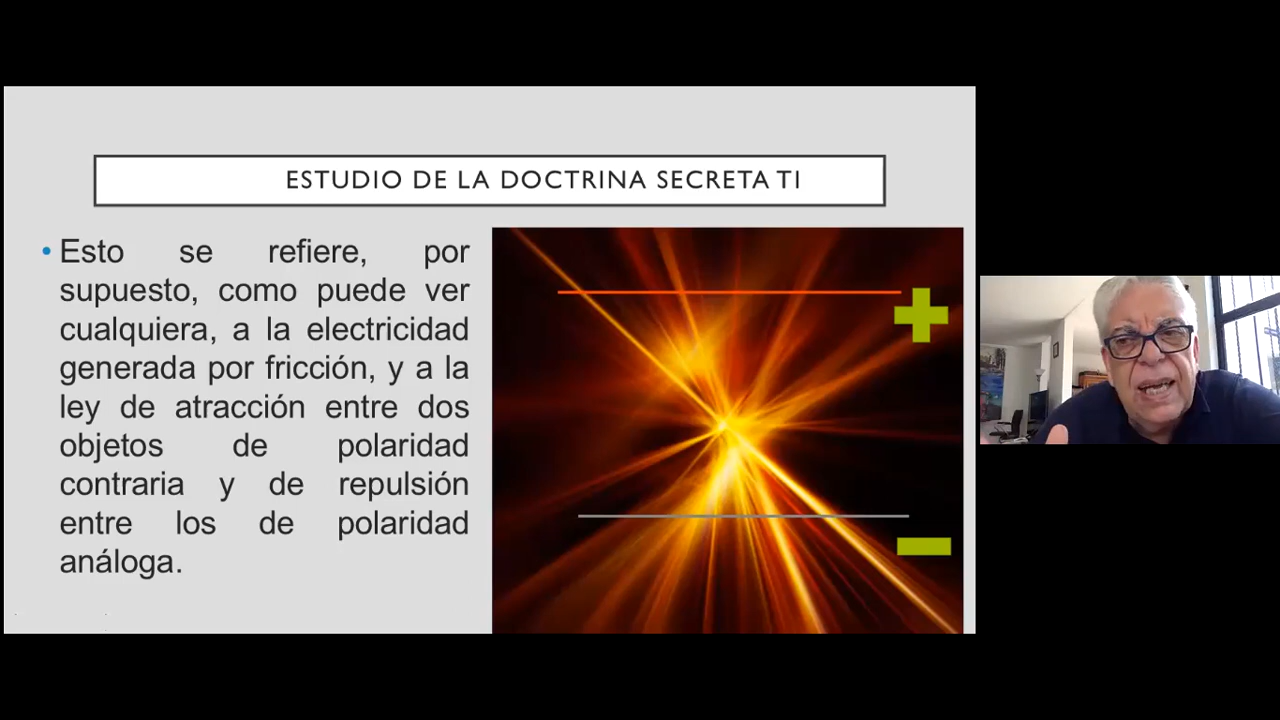 ESTUDIO DE LA DOCTRINA SECRETA TI
• Esto se refiere, por
supuesto, como puede ver
cualquiera, a la electricidad
generada por fricción, y a la
ley de atracción entre dos
objetos de polaridad
contraria y de repulsión
entre los de polaridad
análoga.